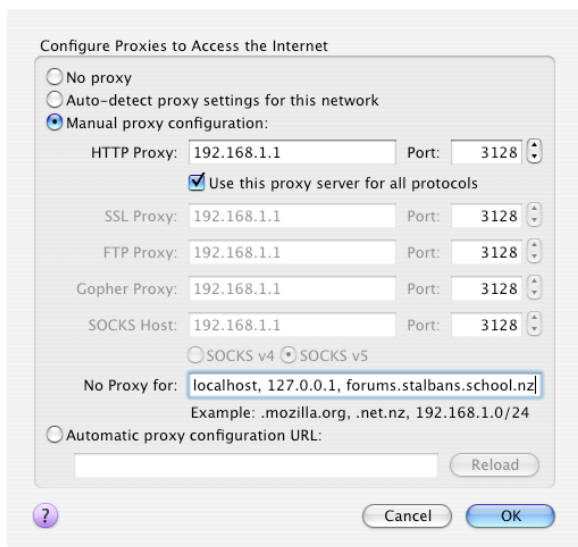 Configure Proxies to Access the Internet
No proxy
Auto-detect proxy settings for this network
Manual proxy configuration:
HTTP Proxy: 192.168.1.1 Port: 3128
Use this proxy server for all protocols
SSL Proxy: 192.168.1.1 Port: 3128
FTP Proxy: 192.168.1.1 Port: 3128
Gopher Proxy: 192.168.1.1 Port: 3128
SOCKS Host: 192.168.1.1 Port: 3128
SOCKS v4 SOCKS v5
No Proxy for: localhost, 127.0.0.1, forums.stalbans.school.nz
Example: .mozilla.org, .net.nz, 192.168.1.0/24
Automatic proxy configuration URL:
Reload
? Cancel OK